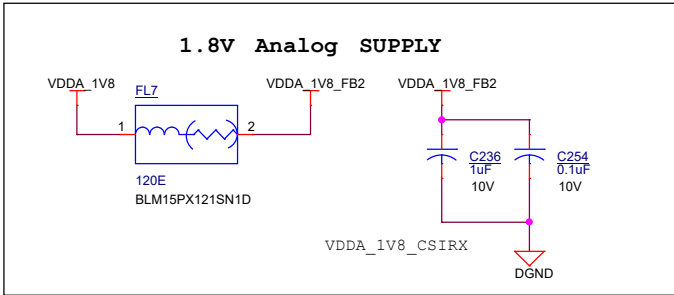 1.8V Analog SUPPLY
VDDA_1V8
FL7
VDDA_1V8_FB2
VDDA_1V8_FB2
1
2
C236
1uF
10V
C254
0.1uF
10V
120E
BLM15PX121SN1D
VDDA_1V8_CSIRX
DGND